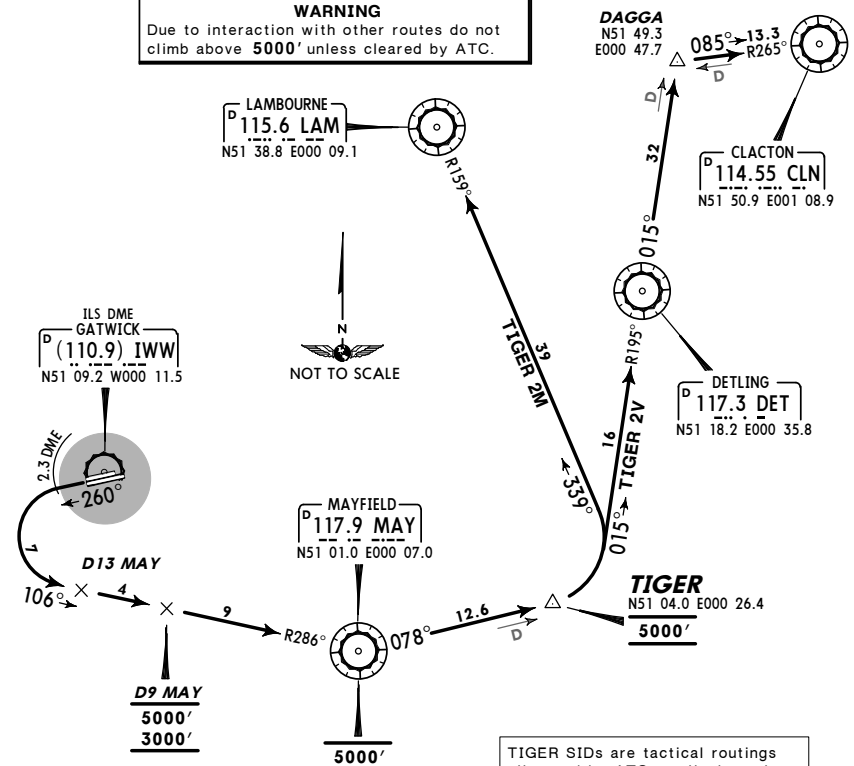 WARNING
Due to interaction with other routes do not
climb above 5000' unless cleared by ATC.
DAGGA
N51 49.3
E000 47.7
085°
13.3
R265°
D
D
LAMBOURNE
D 115.6 LAM
N51 38.8 E000 09.1
R159°
32
CLACTON
D 114.55 CLN
N51 50.9 E001 08.9
015°
N
NOT TO SCALE
39
TIGER 2M
ILS DME
GATWICK
D (110.9) IWW
N51 09.2 W000 11.5
R195°
DETLING
D 117.3 DET
N51 18.2 E000 35.8
16
TIGER 2V
2.3 DME
260°
339°
015°
MAYFIELD
D 117.9 MAY
N51 01.0 E000 07.0
7
D13 MAY
106°
4
9
R286°
078°
12.6
D
TIGER
N51 04.0 E000 26.4
5000'
D9 MAY
5000'
3000'
5000'
TIGER SIDs are tactical routings